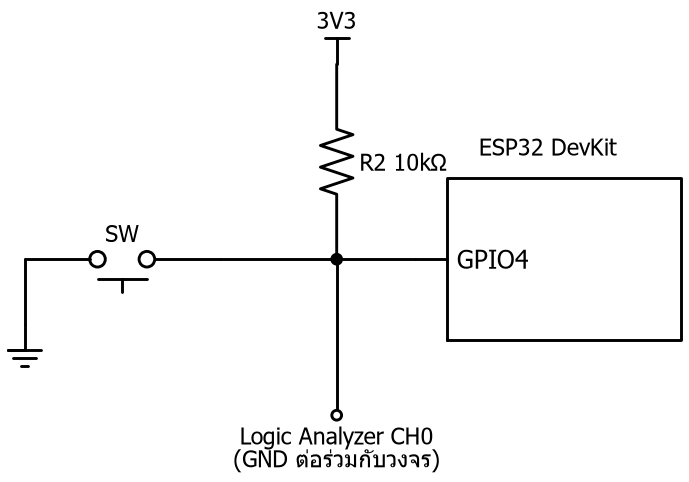 3V3
ESP32 DevKit
R2 10kΩ
SW
GPIO4
Logic Analyzer CH0
(GND ต่อร่วมกับวงจร)